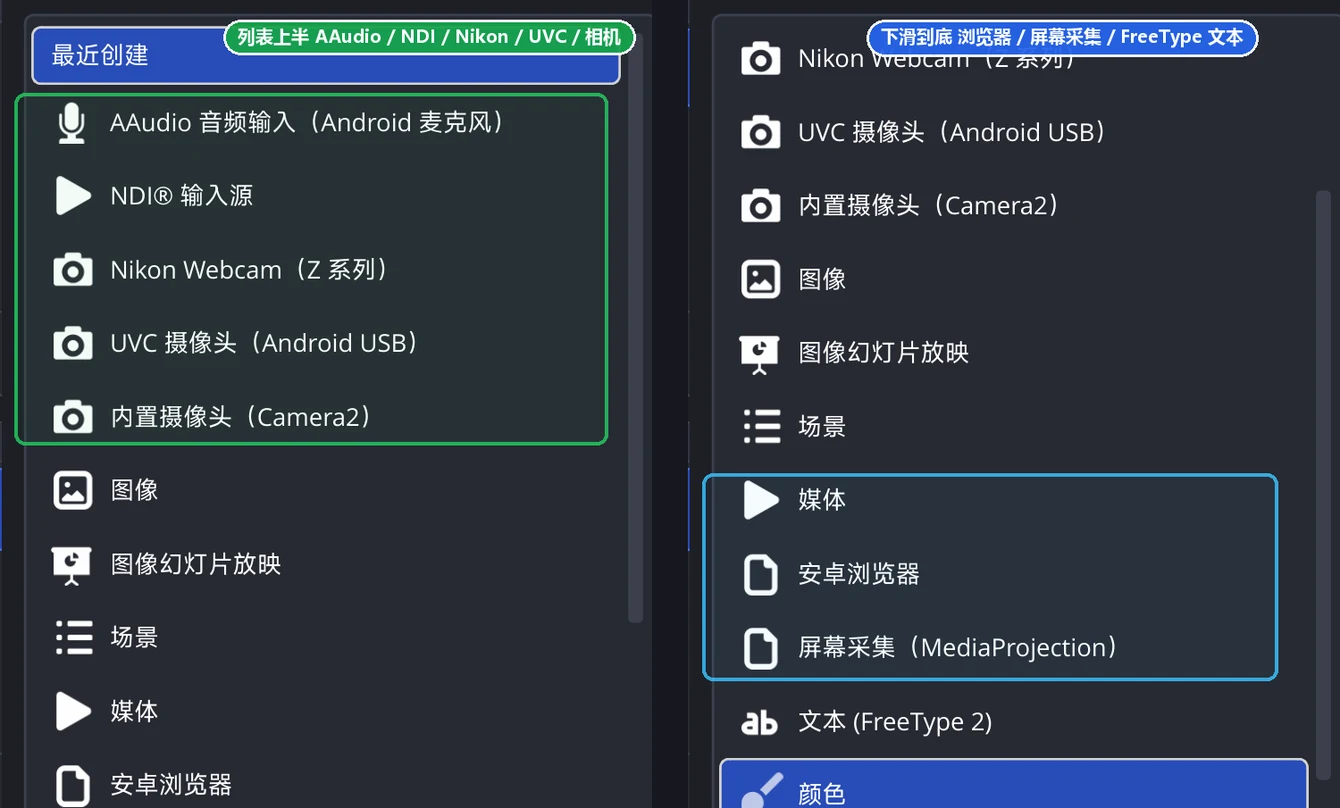 列表上半 AAudio / NDI / Nikon / UVC / 相机
最近创建
AAudio 音频输入（Android 麦克风）
NDI® 输入源
Nikon Webcam（Z 系列）
UVC 摄像头（Android USB）
内置摄像头（Camera2）
图像
图像幻灯片放映
场景
媒体
安卓浏览器
下滑到底 浏览器 / 屏幕采集 / FreeType 文本
Nikon Webcam（Z 系列）
UVC 摄像头（Android USB）
内置摄像头（Camera2）
图像
图像幻灯片放映
场景
媒体
安卓浏览器
屏幕采集（MediaProjection）
文本 (FreeType 2)
颜色